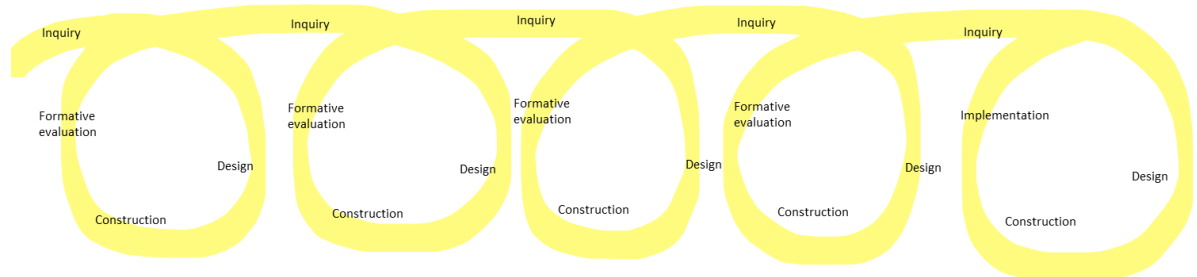 Inquiry
Formative
evaluation
Design
Construction
Inquiry
Formative
evaluation
Design
Construction
Inquiry
Formative
evaluation
Design
Construction
Inquiry
Formative
evaluation
Design
Construction
Inquiry
Implementation
Design
Construction